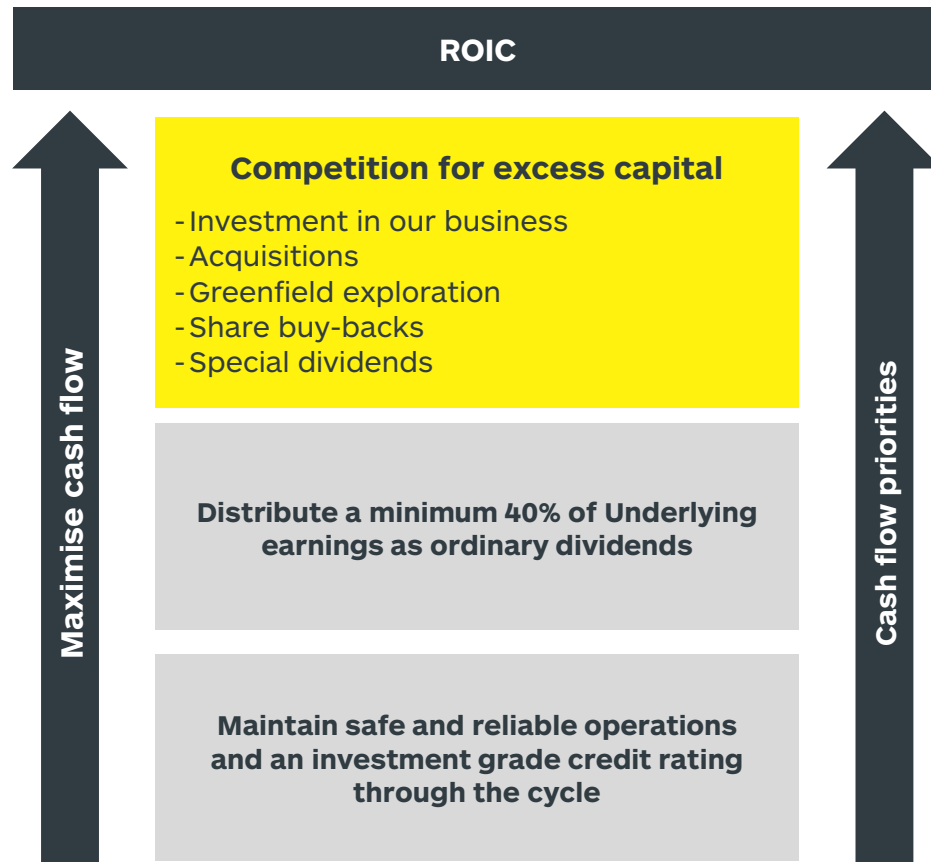 ROIC
Competition for excess capital
- Investment in our business
- Acquisitions
- Greenfield exploration
- Share buy-backs
- Special dividends
Maximise cash flow
Cash flow priorities
Distribute a minimum 40% of Underlying
earnings as ordinary dividends
Maintain safe and reliable operations
and an investment grade credit rating
through the cycle